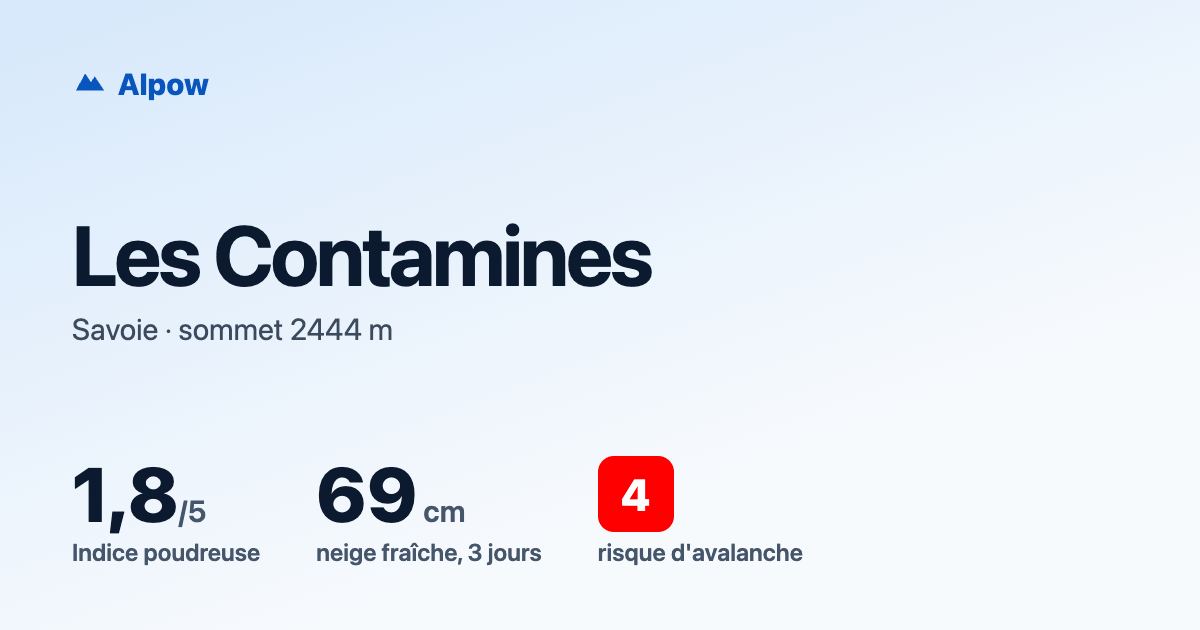 Alpow
Les Contamines
Savoie · sommet 2444 m
1,8/5
Indice poudreuse
69 cm
neige fraîche, 3 jours
4
risque d'avalanche